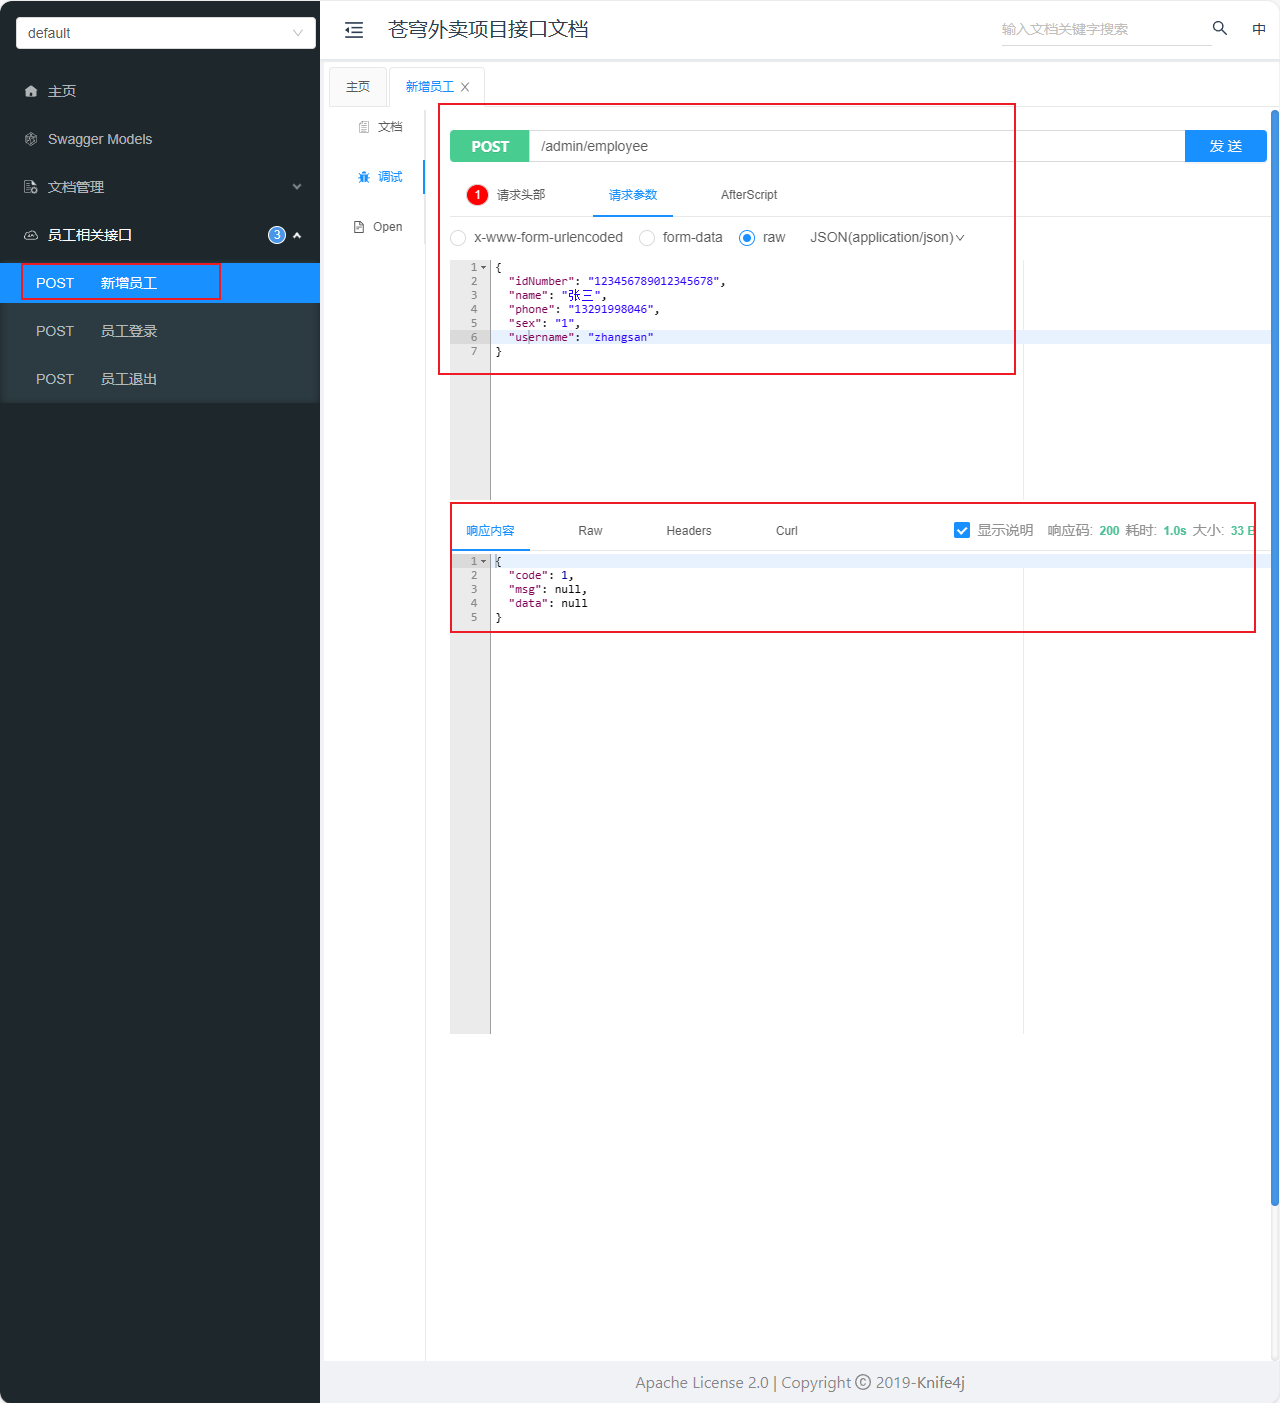 default
主页
Swagger Models
文档管理
员工相关接口 3
POST 新增员工
POST 员工登录
POST 员工退出
苍穹外卖项目接口文档
输入文档关键字搜索
中
主页
新增员工
文档
调试
Open
POST /admin/employee 发 送
1 请求头部 请求参数 AfterScript
x-www-form-urlencoded form-data raw JSON(application/json)
1 {
2 "idNumber": "123456789012345678",
3 "name": "张三",
4 "phone": "13291998046",
5 "sex": "1",
6 "username": "zhangsan"
7 }
响应内容 Raw Headers Curl 显示说明 响应码: 200 耗时: 1.0s 大小: 33 B
1 {
2 "code": 1,
3 "msg": null,
4 "data": null
5 }
Apache License 2.0 | Copyright © 2019-Knife4j